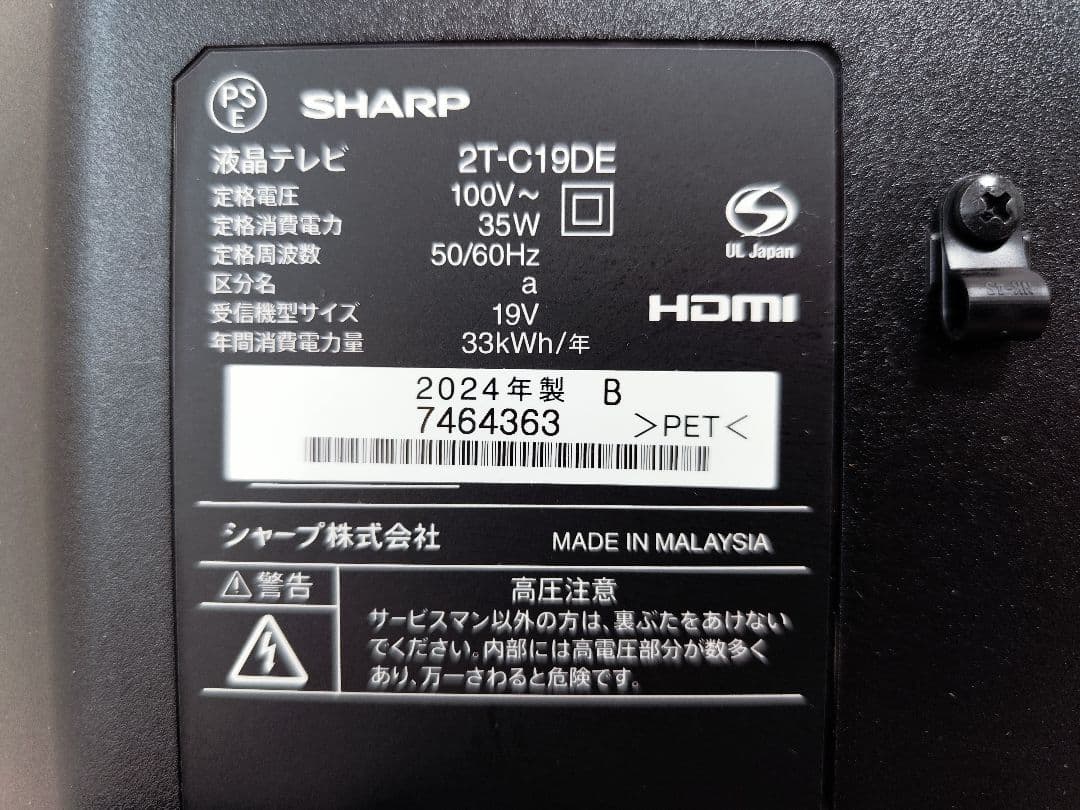 PSE SHARP
液晶テレビ 2T-C19DE
定格電圧 100V～
定格消費電力 35W
定格周波数 50/60Hz
区分名 a
受信機型サイズ 19V
年間消費電力量 33kWh/年
UL Japan
HDMI
2024年製 B
7464363 >PET<
シャープ株式会社 MADE IN MALAYSIA
警告
高圧注意
サービスマン以外の方は、裏ぶたをあけない
でください。内部には高電圧部分が数多く
あり、万一さわると危険です。